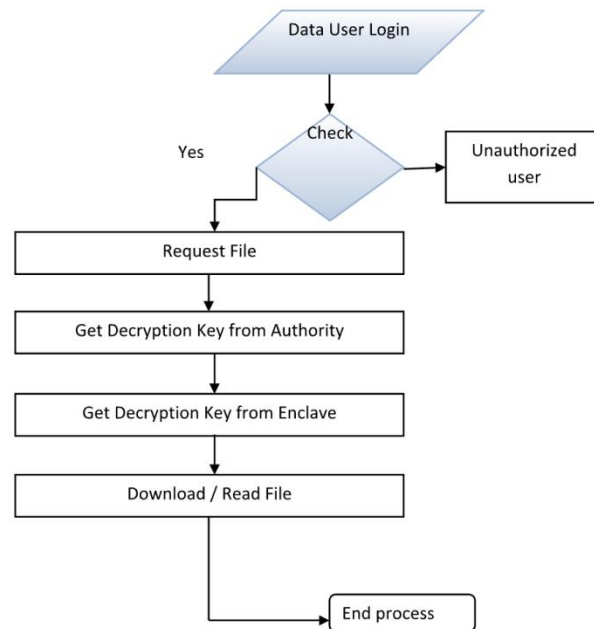 Data User Login
Check
Yes
Unauthorized
user
Request File
Get Decryption Key from Authority
Get Decryption Key from Enclave
Download / Read File
End process